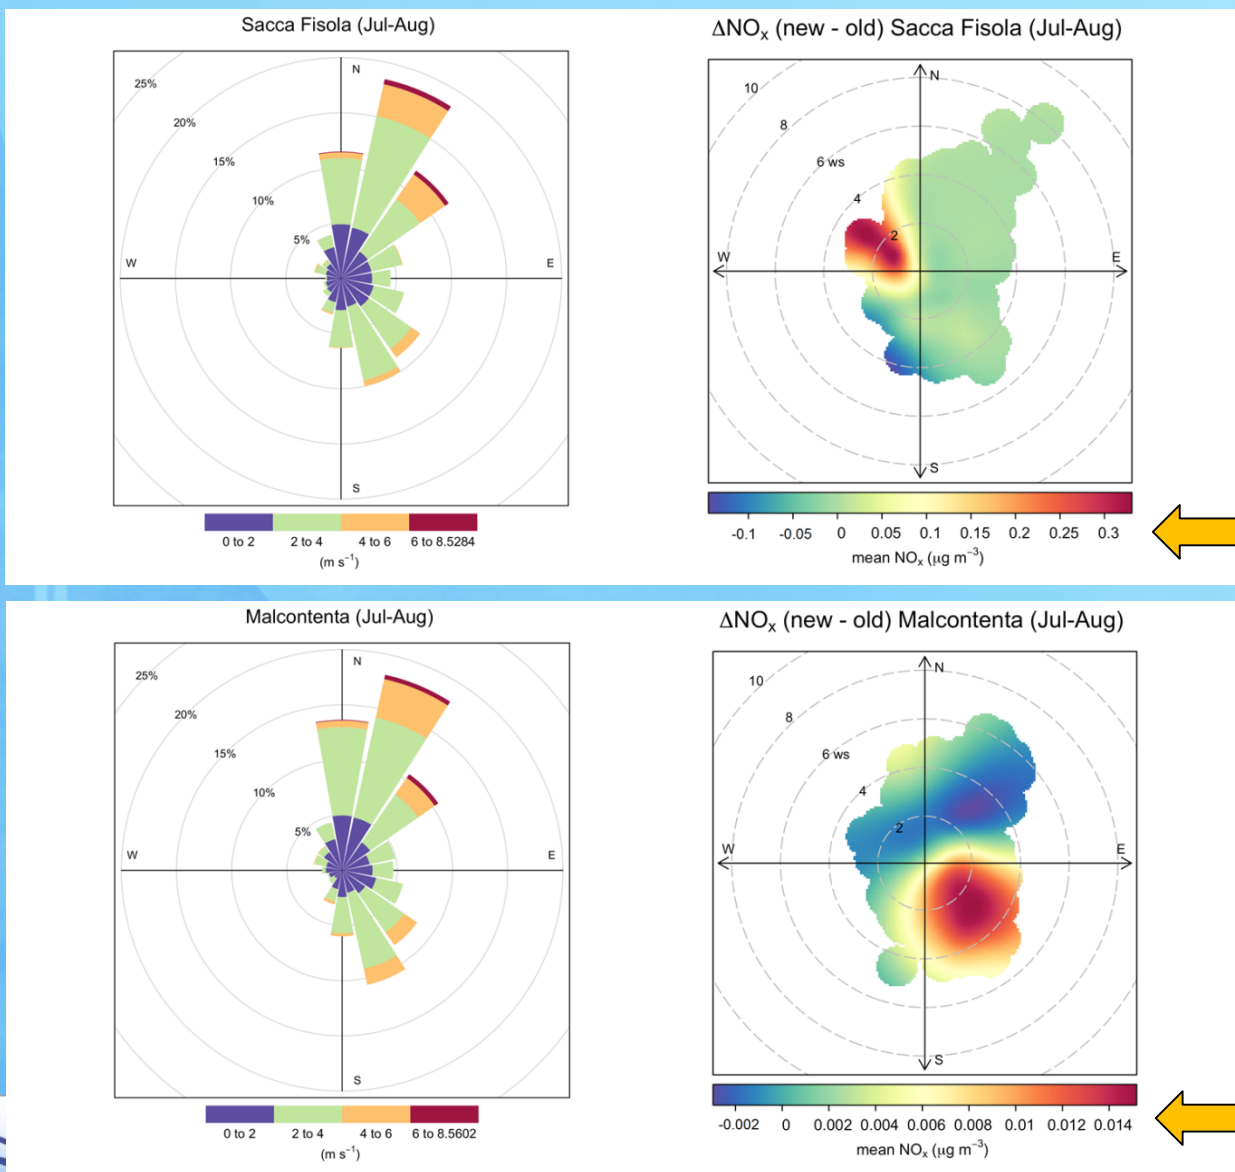 Sacca Fisola (Jul-Aug)
25%
20%
15%
10%
5%
N
W
E
S
0 to 2 2 to 4 4 to 6 6 to 8.5284
(m s⁻¹)
ΔNOₓ (new - old) Sacca Fisola (Jul-Aug)
10
8
6 ws
4
2
N
W
E
S
-0.1 -0.05 0 0.05 0.1 0.15 0.2 0.25 0.3
mean NOₓ (μg m⁻³)
Malcontenta (Jul-Aug)
25%
20%
15%
10%
5%
N
W
E
S
0 to 2 2 to 4 4 to 6 6 to 8.5602
(m s⁻¹)
ΔNOₓ (new - old) Malcontenta (Jul-Aug)
10
8
6 ws
4
2
N
W
E
S
-0.002 0 0.002 0.004 0.006 0.008 0.01 0.012 0.014
mean NOₓ (μg m⁻³)